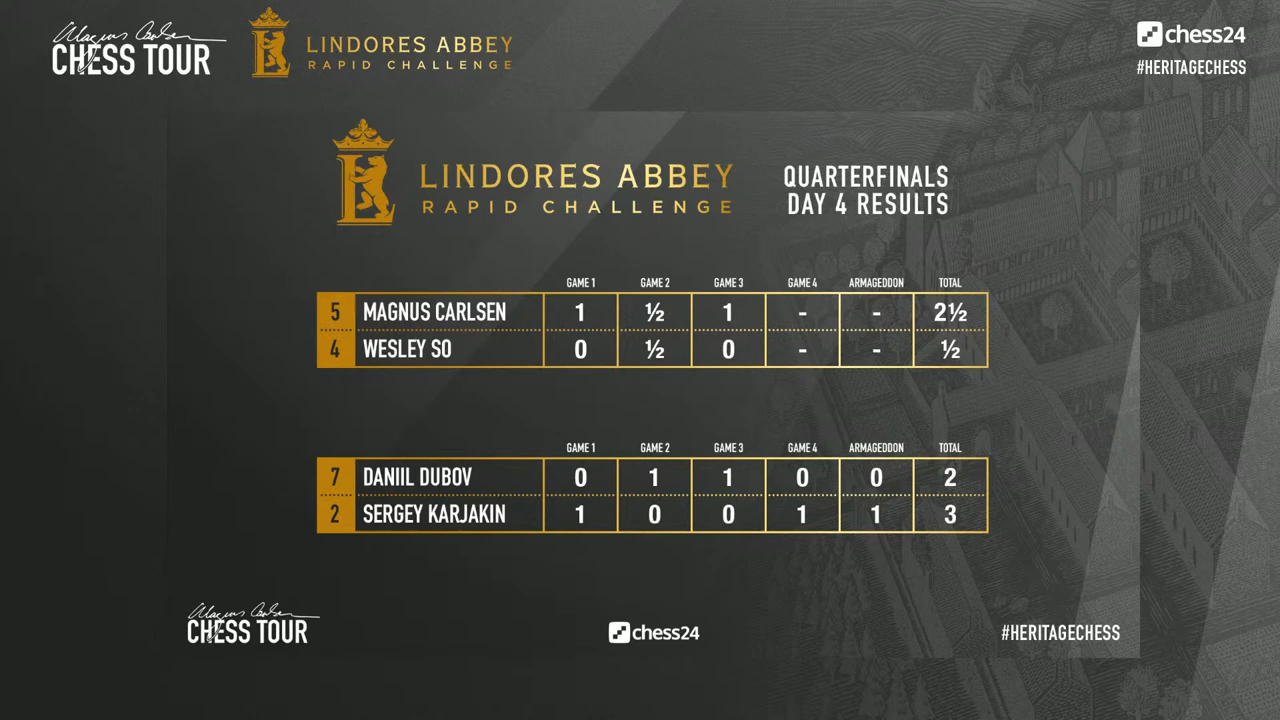 Magnus Carlsen
CHESS TOUR
LINDORES ABBEY
RAPID CHALLENGE
chess24
#HERITAGECHESS
LINDORES ABBEY
RAPID CHALLENGE
QUARTERFINALS
DAY 4 RESULTS
GAME 1 GAME 2 GAME 3 GAME 4 ARMAGEDDON TOTAL
5 MAGNUS CARLSEN 1 ½ 1 - - 2½
4 WESLEY SO 0 ½ 0 - - ½
GAME 1 GAME 2 GAME 3 GAME 4 ARMAGEDDON TOTAL
7 DANIIL DUBOV 0 1 1 0 0 2
2 SERGEY KARJAKIN 1 0 0 1 1 3
Magnus Carlsen
CHESS TOUR
chess24
#HERITAGECHESS